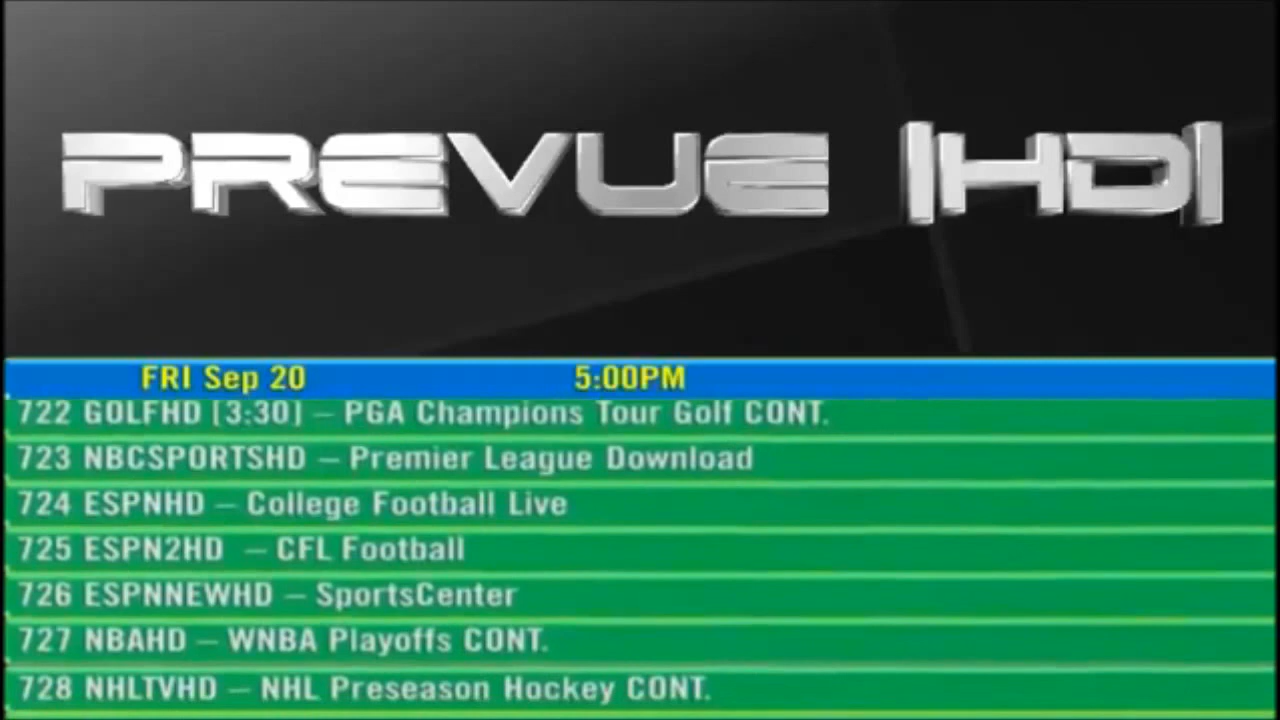 PREVUE |HD|
FRI Sep 20 5:00PM
722 GOLFHD [3:30] – PGA Champions Tour Golf CONT.
723 NBCSPORTSHD – Premier League Download
724 ESPNHD – College Football Live
725 ESPN2HD – CFL Football
726 ESPNNEWHD – SportsCenter
727 NBAHD – WNBA Playoffs CONT.
728 NHLTVHD – NHL Preseason Hockey CONT.